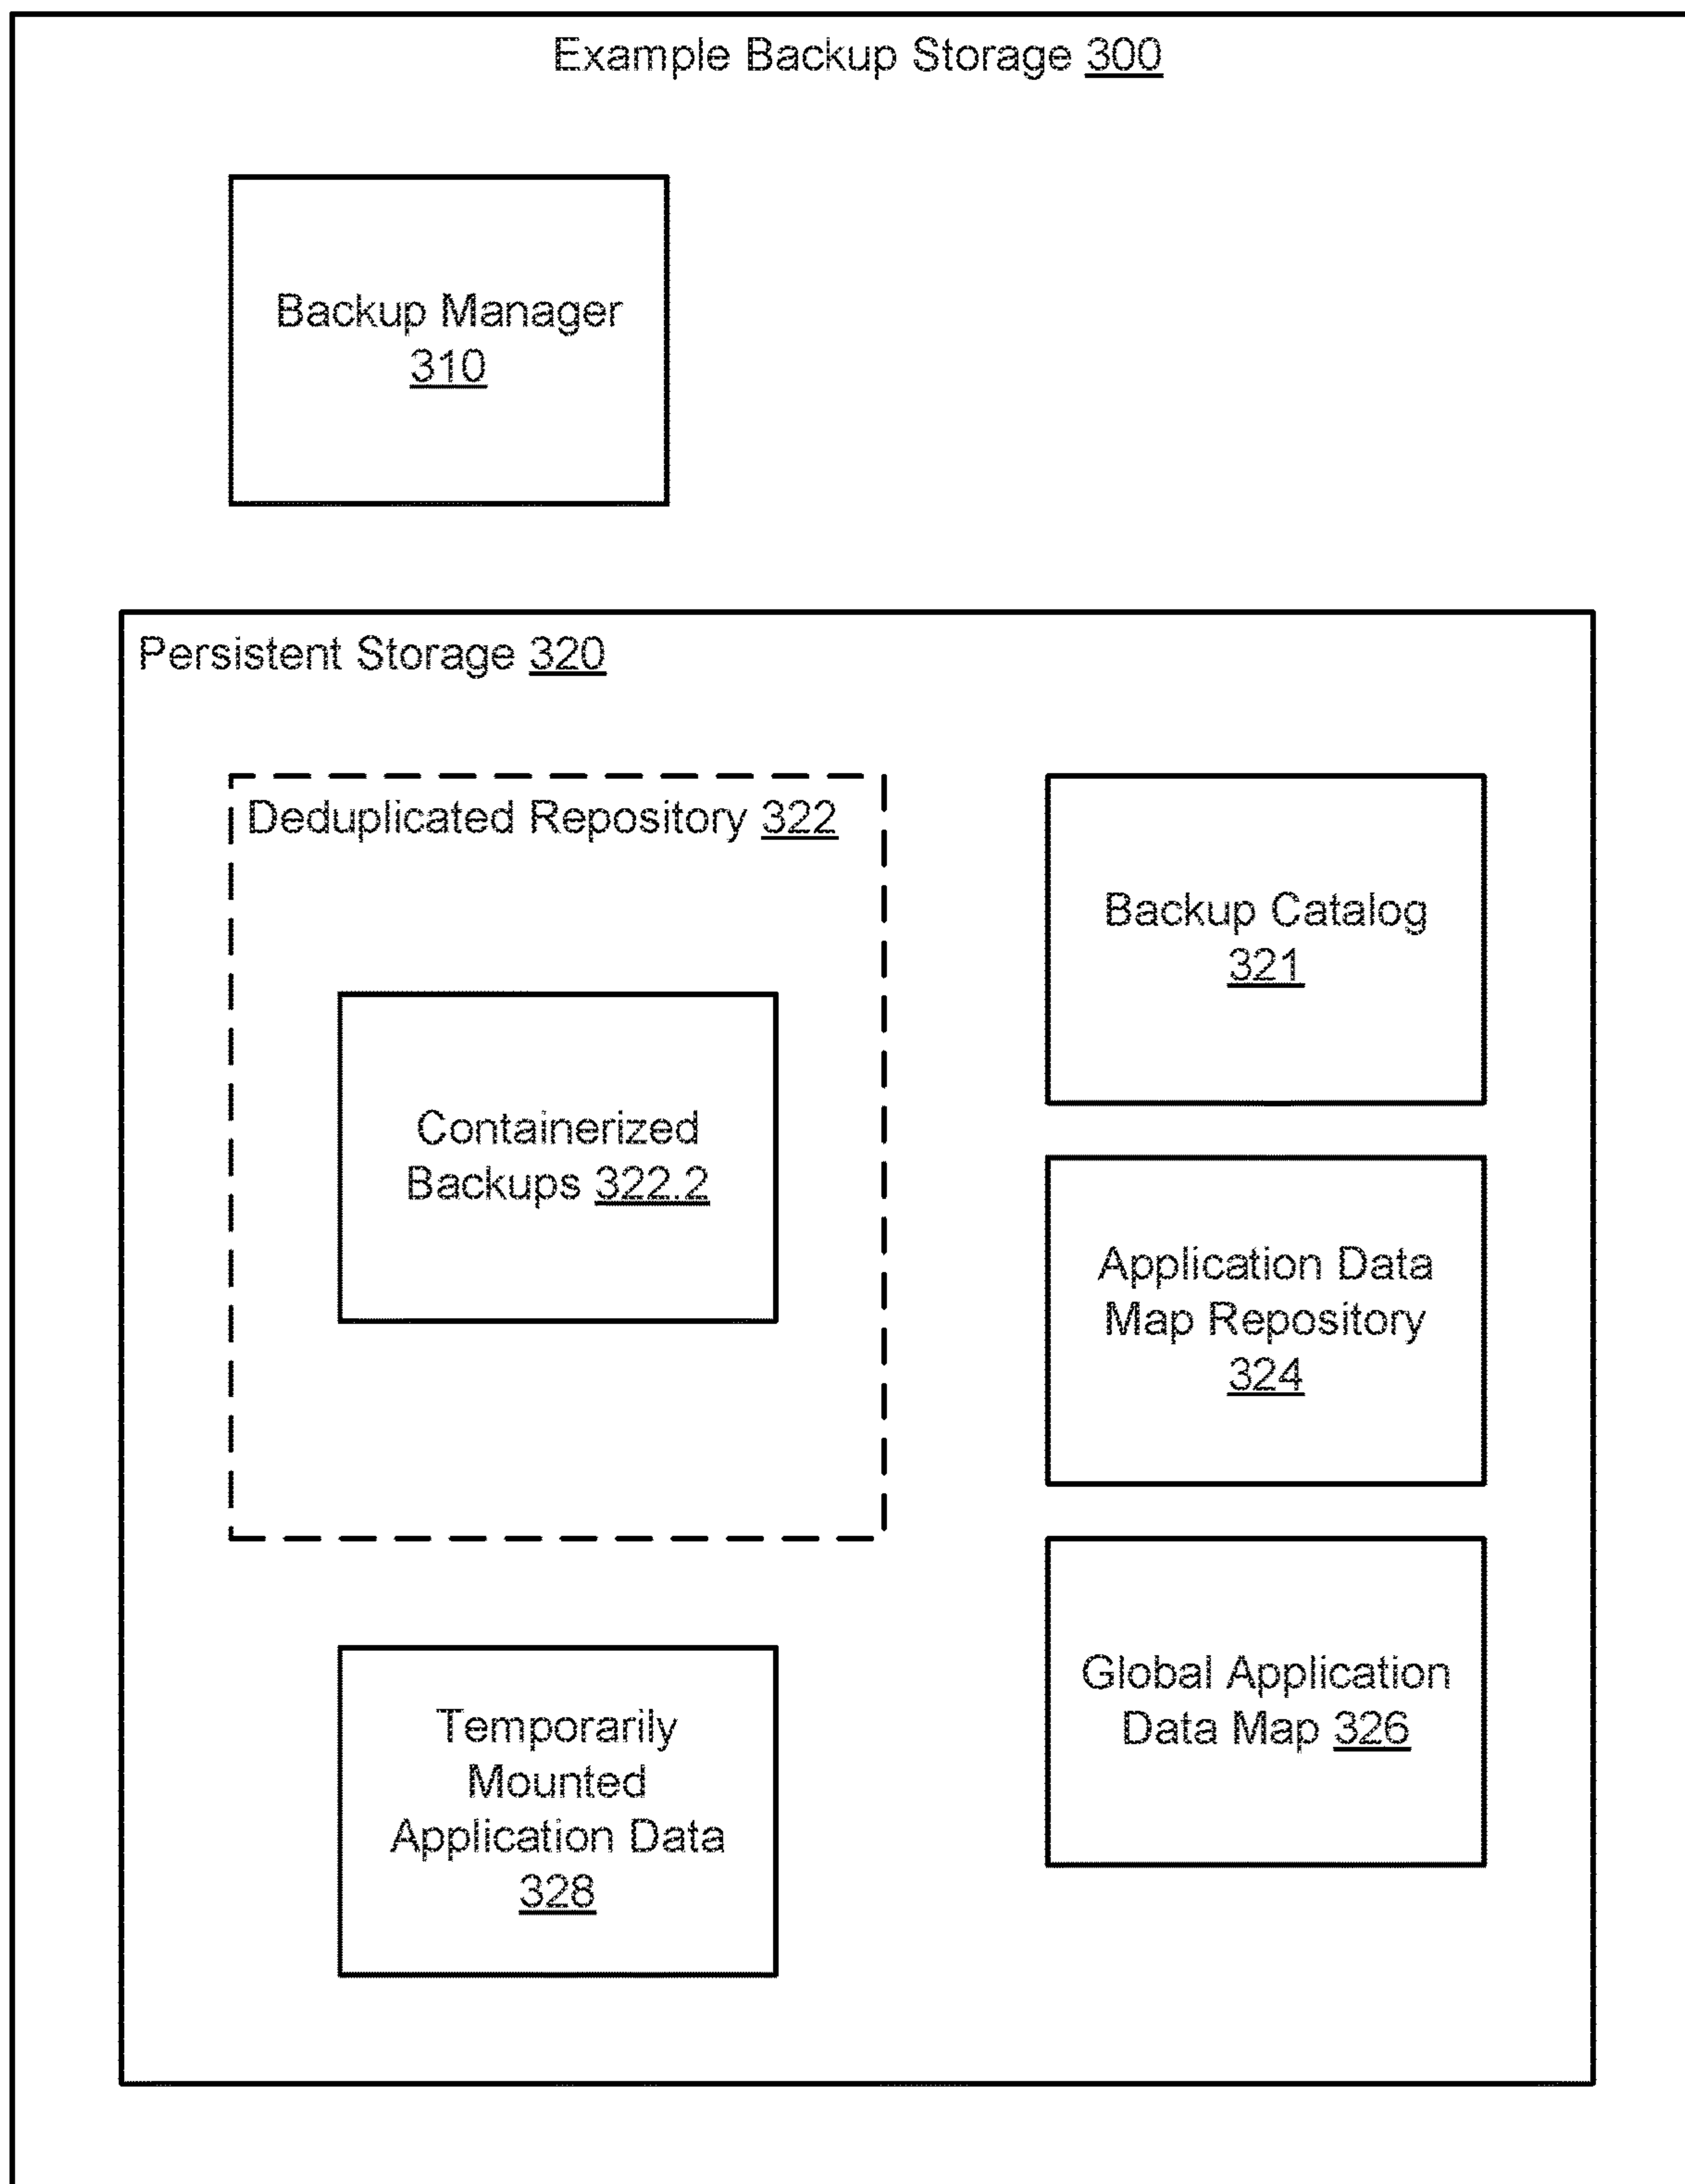 Example Backup Storage 300
Backup Manager
310
Persistent Storage 320
Deduplicated Repository 322
Containerized
Backups 322.2
Temporarily
Mounted
Application Data
328
Backup Catalog
321
Application Data
Map Repository
324
Global Application
Data Map 326